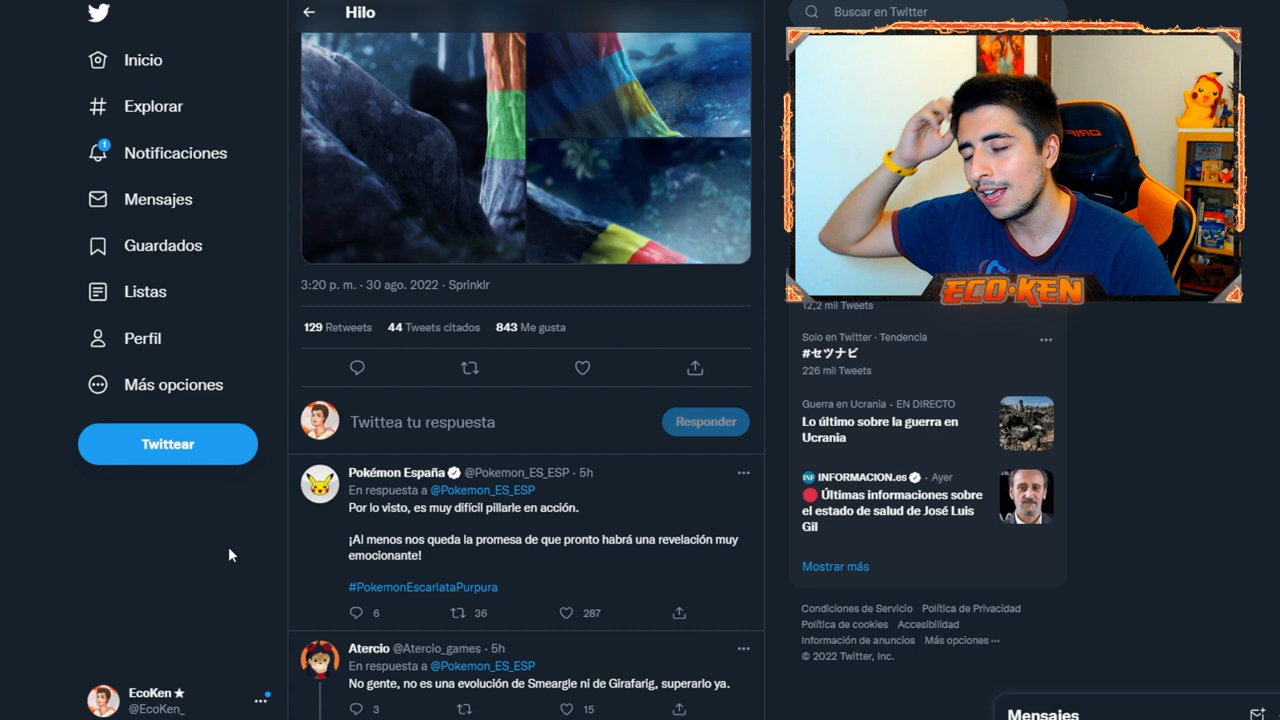 Inicio
Explorar
1
Notificaciones
Mensajes
Guardados
Listas
Perfil
Más opciones
Twittear
EcoKen ★
@EcoKen_
Hilo
3:20 p. m. · 30 ago. 2022 · Sprinklr
129 Retweets 44 Tweets citados 843 Me gusta
Twittea tu respuesta
Responder
Pokémon España @Pokemon_ES_ESP · 5h
En respuesta a @Pokemon_ES_ESP
Por lo visto, es muy difícil pillarle en acción.
¡Al menos nos queda la promesa de que pronto habrá una revelación muy
emocionante!
#PokemonEscarlataPurpura
6 36 287
Atercio @Atercio_games · 5h
En respuesta a @Pokemon_ES_ESP
No gente, no es una evolución de Smeargle ni de Girafarig, superarlo ya.
3 15
Buscar en Twitter
ECO·KEN
12,2 mil Tweets
Solo en Twitter · Tendencia
#セツナビ
226 mil Tweets
Guerra en Ucrania · EN DIRECTO
Lo último sobre la guerra en
Ucrania
INFORMACION.es · Ayer
Últimas informaciones sobre
el estado de salud de José Luis
Gil
Mostrar más
Condiciones de Servicio Política de Privacidad
Política de cookies Accesibilidad
Información de anuncios Más opciones ···
© 2022 Twitter, Inc.
Mensajes